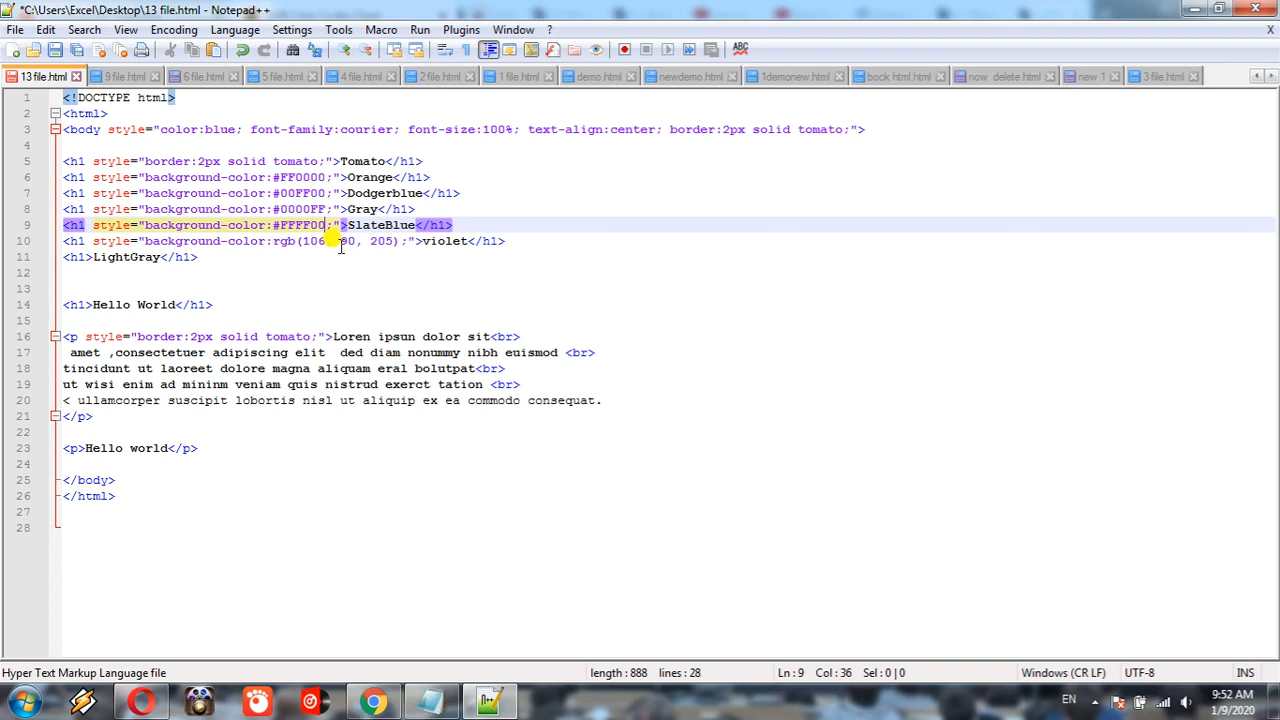 *C:\Users\Excel\Desktop\13 file.html - Notepad++
File Edit Search View Encoding Language Settings Tools Macro Run Plugins Window ? X
13 file.html 9 file.html 6 file.html 5 file.html 4 file.html 2 file.html 1 file.html demo html newdemo.html 1demonew.html bock html.html now delete.html new 1 3 file.html
1 <!DOCTYPE html>
2 <html>
3 <body style="color:blue; font-family:courier; font-size:100%; text-align:center; border:2px solid tomato;">
4
5 <h1 style="border:2px solid tomato;">Tomato</h1>
6 <h1 style="background-color:#FF0000;">Orange</h1>
7 <h1 style="background-color:#00FF00;">Dodgerblue</h1>
8 <h1 style="background-color:#0000FF;">Gray</h1>
9 <h1 style="background-color:#FFFF00;">SlateBlue</h1>
10 <h1 style="background-color:rgb(106 90, 205);">violet</h1>
11 <h1>LightGray</h1>
12
13
14 <h1>Hello World</h1>
15
16 <p style="border:2px solid tomato;">Loren ipsun dolor sit<br>
17 amet ,consectetuer adipiscing elit ded diam nonummy nibh euismod <br>
18 tincidunt ut laoreet dolore magna aliquam eral bolutpat<br>
19 ut wisi enim ad mininm veniam quis nistrud exerct tation <br>
20 < ullamcorper suscipit lobortis nisl ut aliquip ex ea commodo consequat.
21 </p>
22
23 <p>Hello world</p>
24
25 </body>
26 </html>
27
28
Hyper Text Markup Language file length : 888 lines : 28 Ln : 9 Col : 36 Sel : 0 | 0 Windows (CR LF) UTF-8 INS
EN 9:52 AM
1/9/2020